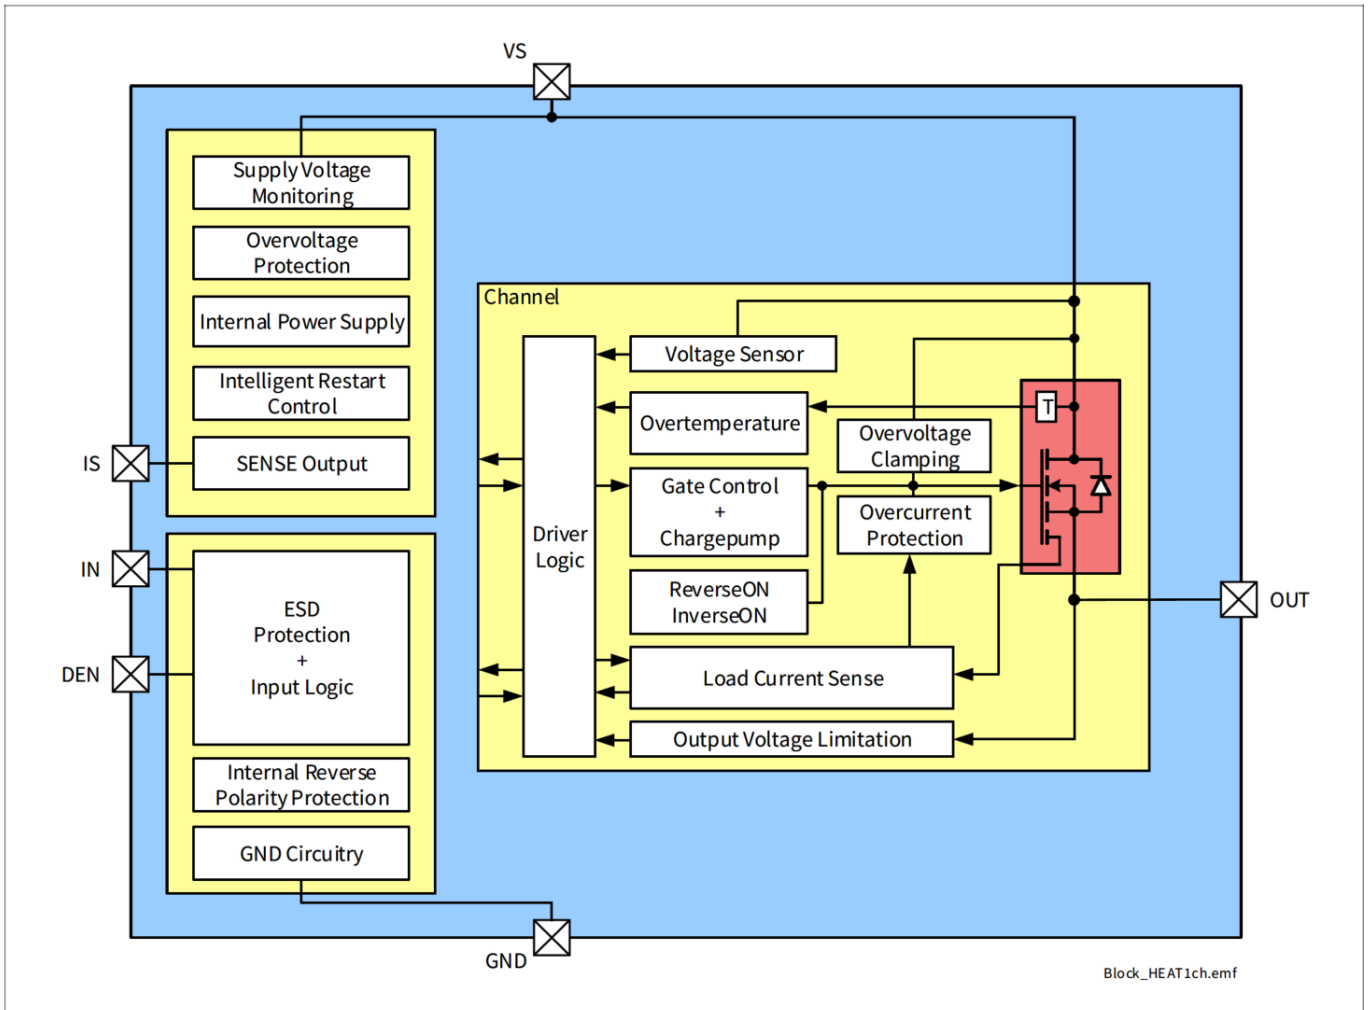 VS
Supply Voltage
Monitoring
Overvoltage
Protection
Internal Power Supply
Intelligent Restart
Control
IS
SENSE Output
IN
DEN
ESD
Protection
+
Input Logic
Internal Reverse
Polarity Protection
GND Circuitry
GND
Channel
Driver
Logic
Voltage Sensor
Overtemperature
T
Overvoltage
Clamping
Gate Control
+
Chargepump
Overcurrent
Protection
ReverseON
InverseON
Load Current Sense
Output Voltage Limitation
OUT
Block_HEAT1ch.emf